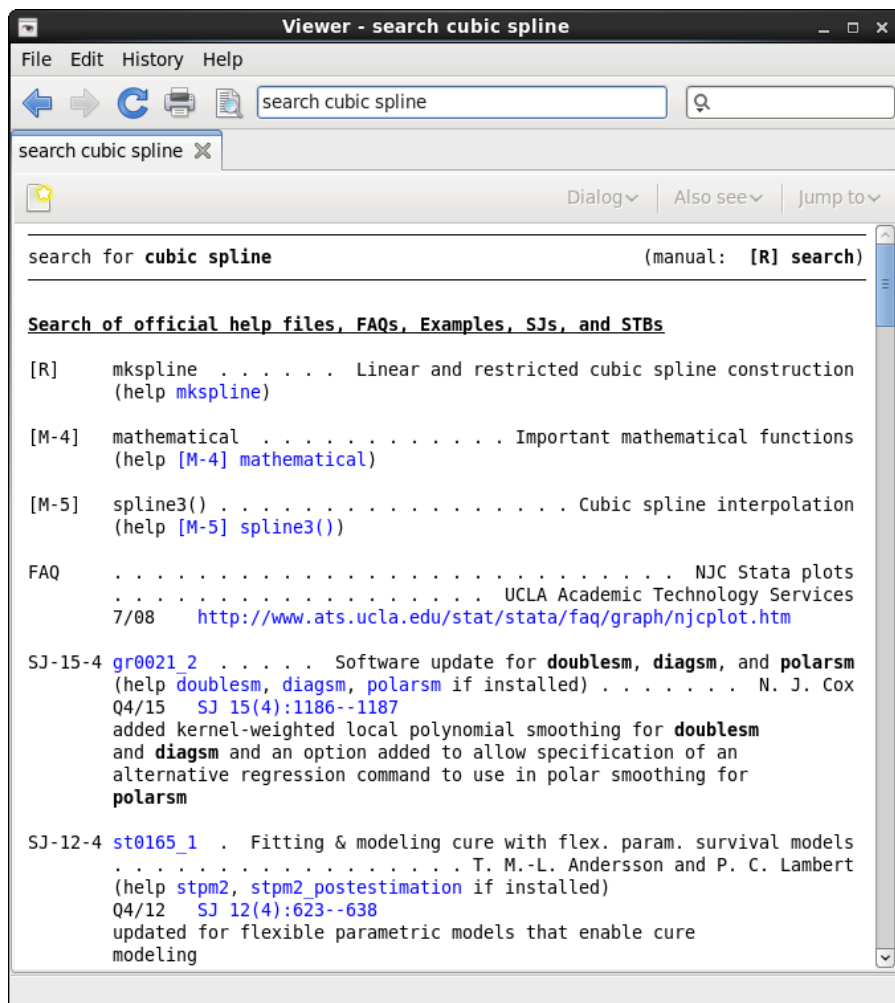 Viewer - search cubic spline
File Edit History Help
search cubic spline
search cubic spline
Dialog Also see Jump to
search for cubic spline (manual: [R] search)
Search of official help files, FAQs, Examples, SJs, and STBs
[R] mkspline . . . . . . Linear and restricted cubic spline construction
(help mkspline)
[M-4] mathematical . . . . . . . . . . . . Important mathematical functions
(help [M-4] mathematical)
[M-5] spline3() . . . . . . . . . . . . . . . . . Cubic spline interpolation
(help [M-5] spline3())
FAQ . . . . . . . . . . . . . . . . . . . . . . . . . . . NJC Stata plots
. . . . . . . . . . . . . . . . . . UCLA Academic Technology Services
7/08 http://www.ats.ucla.edu/stat/stata/faq/graph/njcplot.htm
SJ-15-4 gr0021_2 . . . . . Software update for doublesm, diagsm, and polarsm
(help doublesm, diagsm, polarsm if installed) . . . . . . . N. J. Cox
Q4/15 SJ 15(4):1186--1187
added kernel-weighted local polynomial smoothing for doublesm
and diagsm and an option added to allow specification of an
alternative regression command to use in polar smoothing for
polarsm
SJ-12-4 st0165_1 . Fitting & modeling cure with flex. param. survival models
. . . . . . . . . . . . . . . . . T. M.-L. Andersson and P. C. Lambert
(help stpm2, stpm2_postestimation if installed)
Q4/12 SJ 12(4):623--638
updated for flexible parametric models that enable cure
modeling